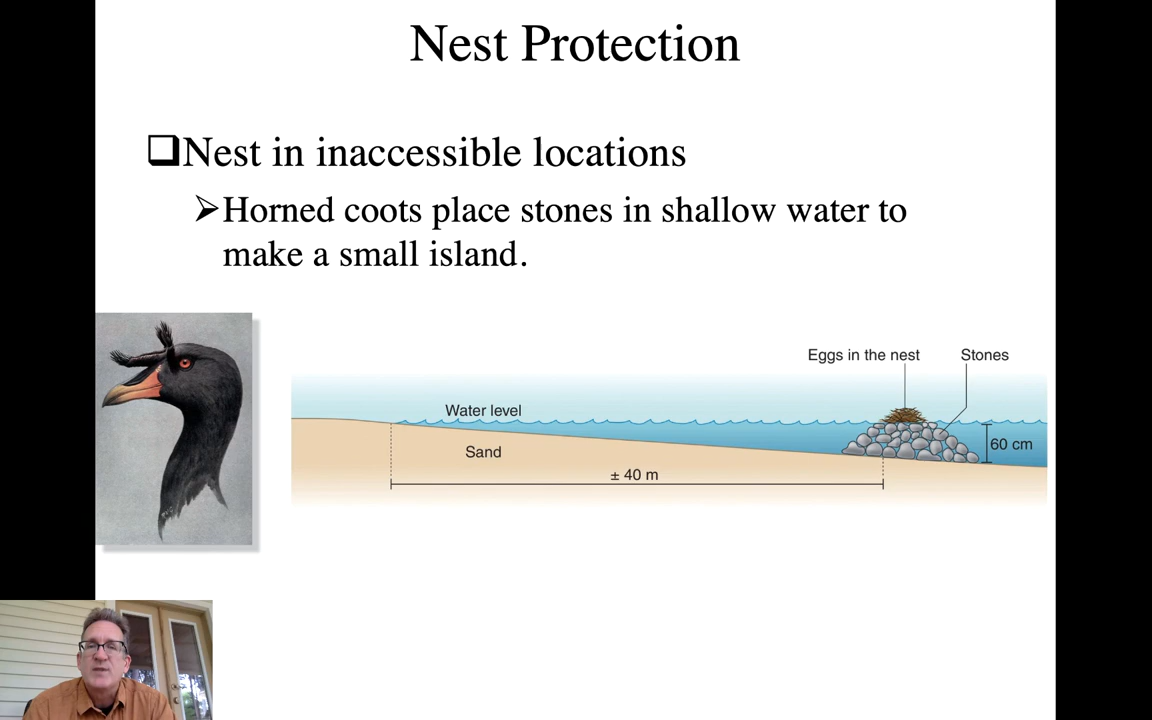 Nest Protection
❑Nest in inaccessible locations
➢Horned coots place stones in shallow water to
make a small island.
Eggs in the nest
Stones
Water level
60 cm
Sand
± 40 m